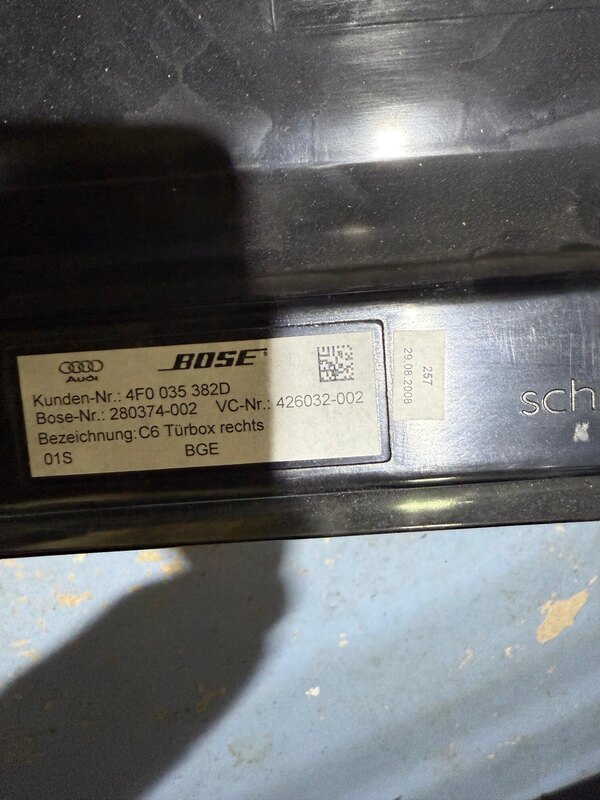 Audi
BOSE
Kunden-Nr.: 4F0 035 382D
Bose-Nr.: 280374-002 VC-Nr.: 426032-002
Bezeichnung:C6 Türbox rechts
01S BGE
257
29.08.2008
sch